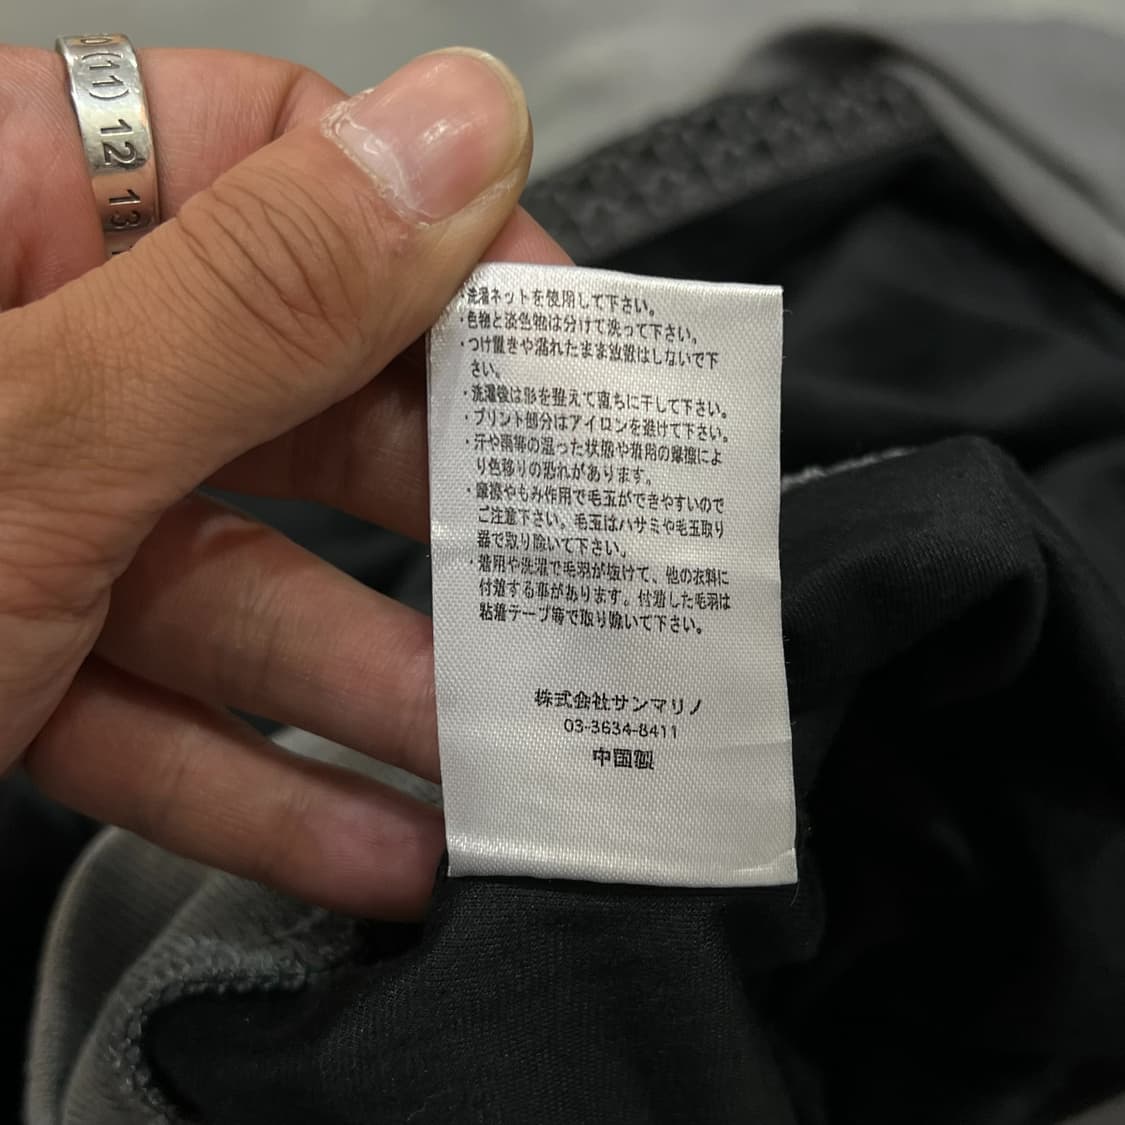 0 (11) 12 13
・洗濯ネットを使用して下さい。
・色物と淡色物は分けて洗って下さい。
・つけ置きや濡れたまま放置はしないで下
さい。
・洗濯後は形を整えて直ちに干して下さい。
・プリント部分はアイロンを避けて下さい。
・汗や雨等の湿った状態や着用の摩擦によ
り色移りの恐れがあります。
・摩擦やもみ作用で毛玉ができやすいので
ご注意下さい。毛玉はハサミや毛玉取り
器で取り除いて下さい。
・着用や洗濯で毛羽が抜けて、他の衣料に
付着する事があります。付着した毛羽は
粘着テープ等で取り除いて下さい。
株式会社サンマリノ
03-3634-8411
中国製